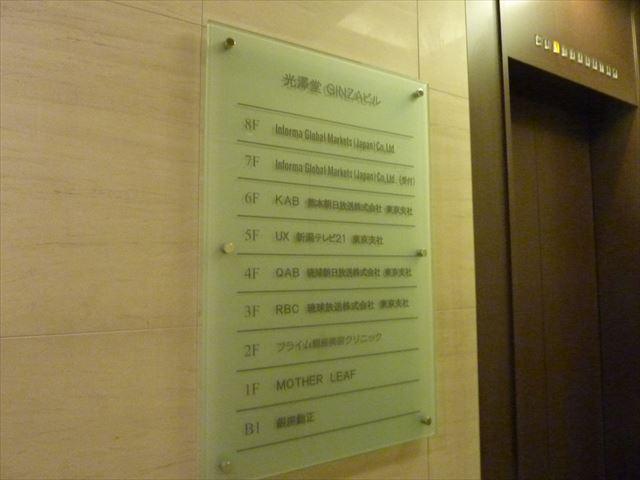 光澤堂 GINZAビル
8F Informa Global Markets (Japan) Co,Ltd
7F Informa Global Markets (Japan) Co,Ltd. (受付)
6F KAB 熊本朝日放送株式会社 東京支社
5F UX 新潟テレビ21 東京支社
4F QAB 琉球朝日放送株式会社 東京支社
3F RBC 琉球放送株式会社 東京支社
2F プライム銀座美容クリニック
1F MOTHER LEAF
B1 銀座